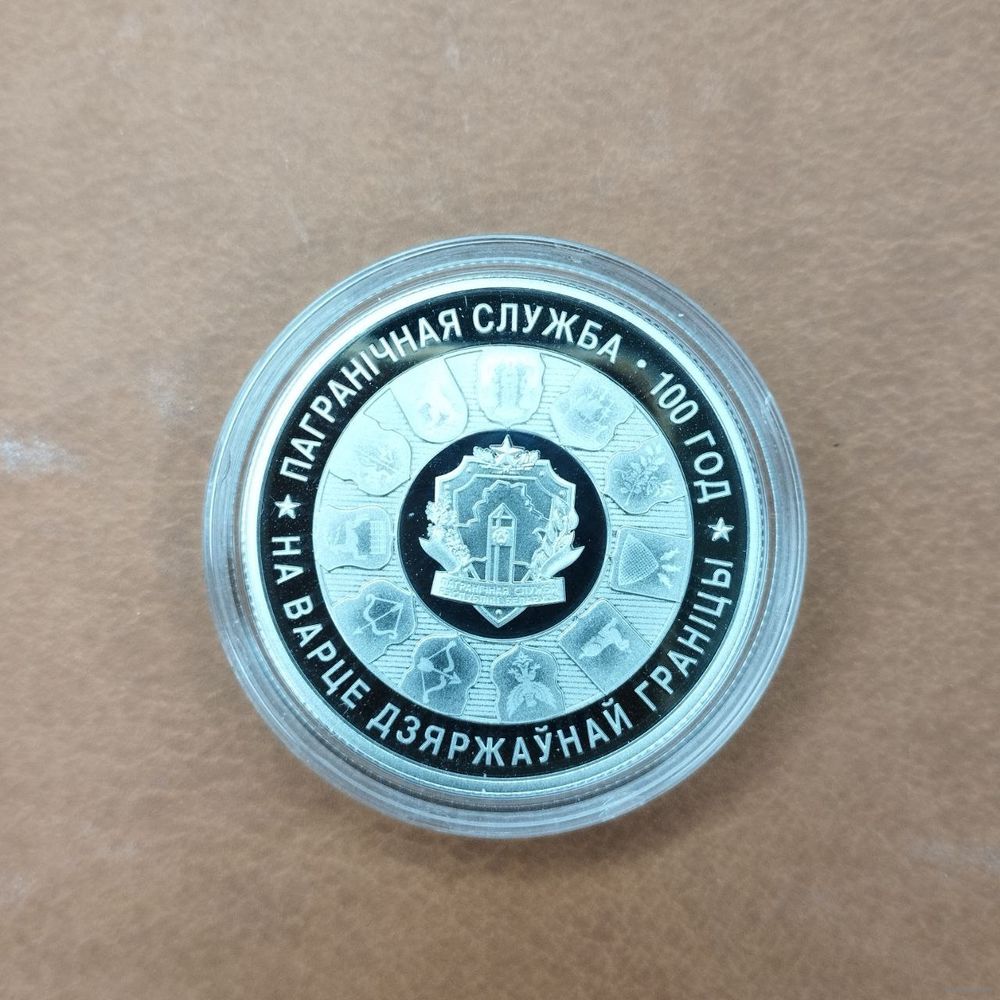 ПАГРАНІЧНАЯ СЛУЖБА · 100 ГОД
НА ВАРЦЕ ДЗЯРЖАЎНАЙ ГРАНІЦЫ